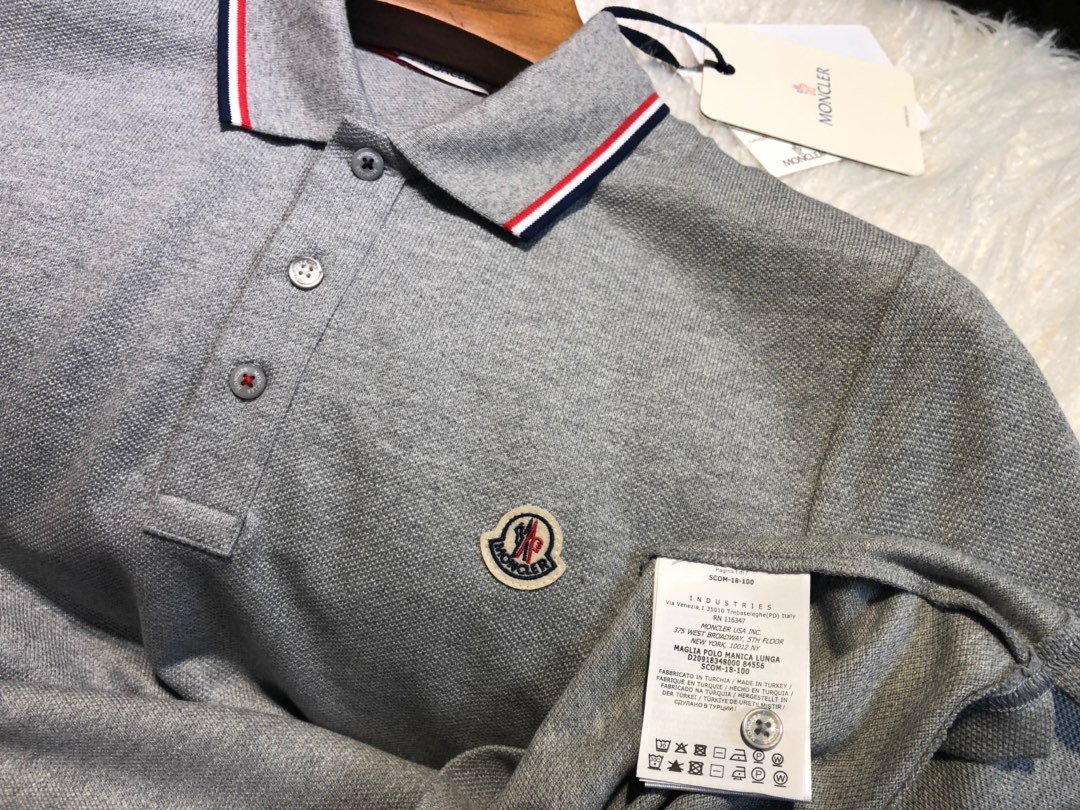 MONCLER
MONCLER
MONCLER
SCOM-18-100
INDUSTRIES
Via Venezia,1 35010 Trebaseleghe(PD) Italy
RN 116347
MONCLER USA INC.
375 WEST BROADWAY, 5TH FLOOR
NEW YORK, 10012 NY
MAGLIA POLO MANICA LUNGA
D20918348000 84556
SCOM-18-100
FABBRICATO IN TURCHIA / MADE IN TURKEY /
FABRIQUÉ EN TURQUIE / HECHO EN TURQUIA /
FABRICADO NA TURQUIA / HERGESTELLT IN
DER TÜRKEI / TÜRKIYE'DE ÜRETILMISTIR /
СДЕЛАНО В ТУРЦИИ /